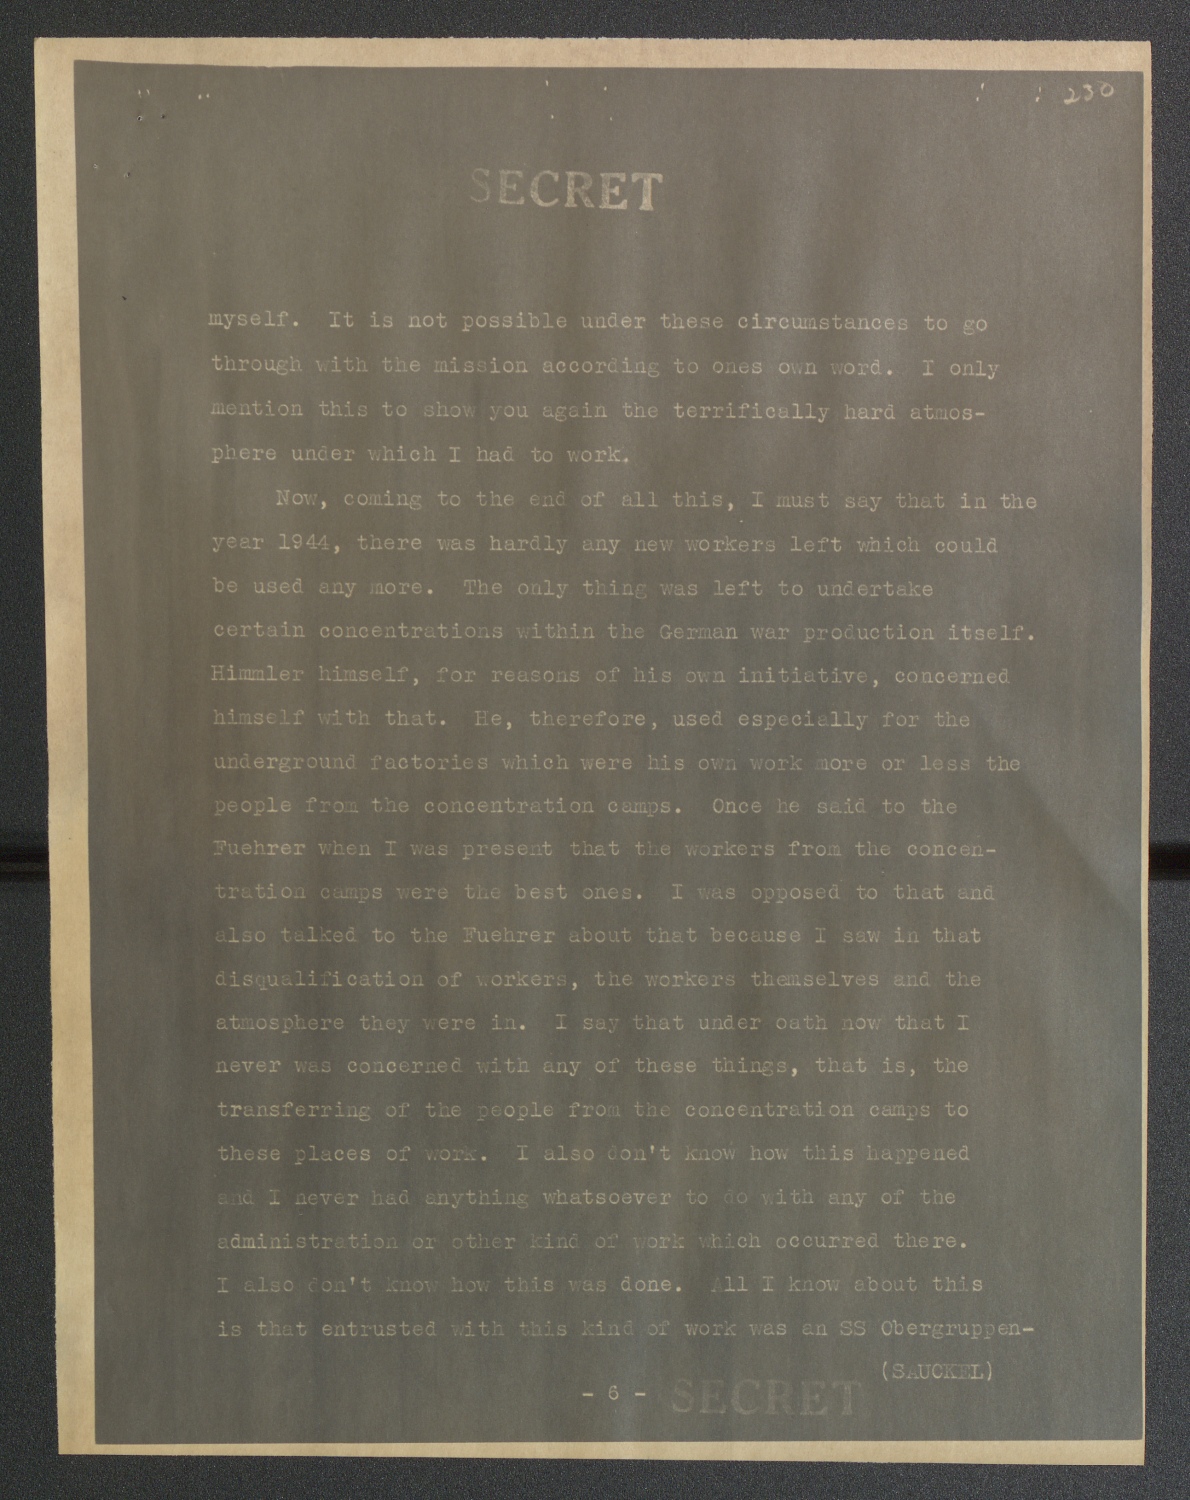 230
SECRET
myself. It is not possible under these circumstances to go
through with the mission according to ones own word. I only
mention this to show you again the terrifically hard atmos-
phere under which I had to work.
Now, coming to the end of all this, I must say that in the
year 1944, there was hardly any new workers left which could
be used any more. The only thing was left to undertake
certain concentrations within the German war production itself.
Himmler himself, for reasons of his own initiative, concerned
himself with that. He, therefore, used especially for the
underground factories which were his own work more or less the
people from the concentration camps. Once he said to the
Fuehrer when I was present that the workers from the concen-
tration camps were the best ones. I was opposed to that and
also talked to the Fuehrer about that because I saw in that
disqualification of workers, the workers themselves and the
atmosphere they were in. I say that under oath now that I
never was concerned with any of these things, that is, the
transferring of the people from the concentration camps to
these places of work. I also don't know how this happened
and I never had anything whatsoever to do with any of the
administration or other kind of work which occurred there.
I also don't know how this was done. All I know about this
is that entrusted with this kind of work was an SS Obergruppen-
(SAUCKEL)
- 6 -
SECRET